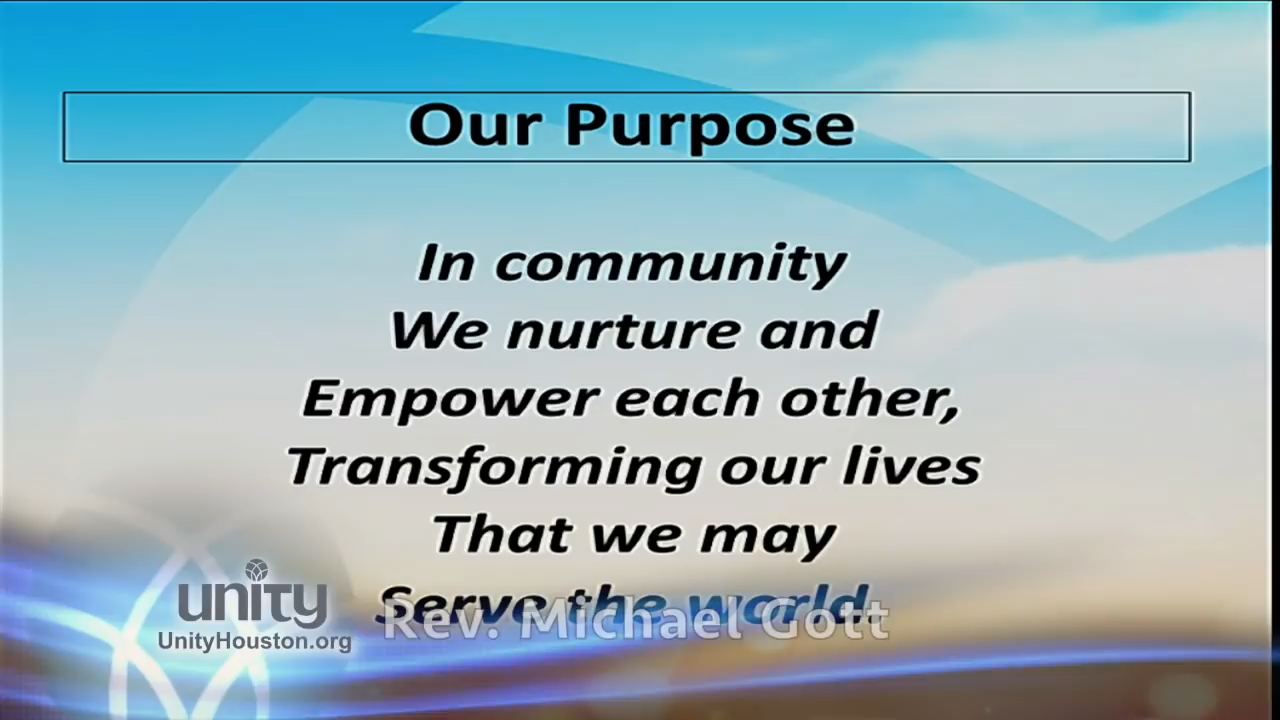 Our Purpose
In community
We nurture and
Empower each other,
Transforming our lives
That we may
Serve the world.
Rev. Michael Gott
unity
UnityHouston.org